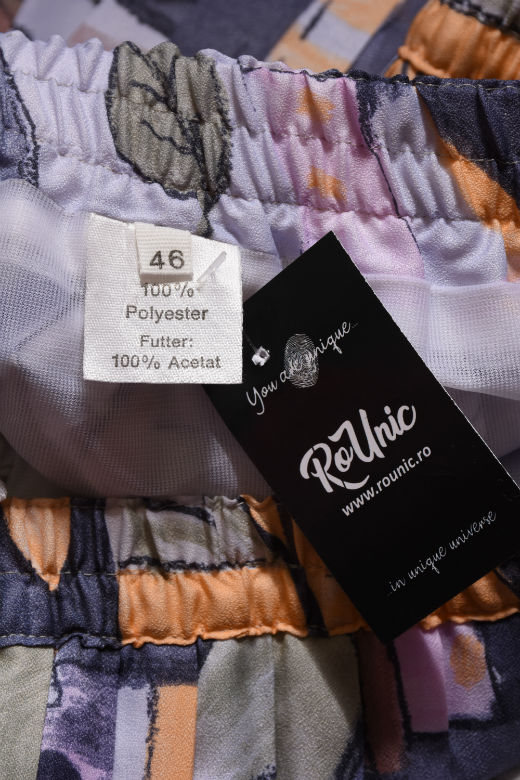 46
100%
Polyester
Futter:
100% Acetat
You are unique...
RoUnic
www.rounic.ro
...in unique universe